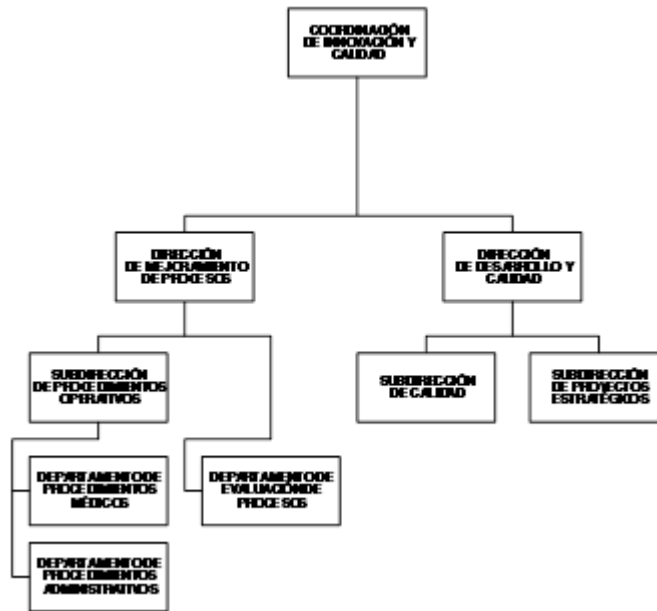 COORDINACIÓN
DE INNOVACIÓN Y
CALIDAD
DIRECCIÓN
DE MEJORAMIENTO
DE PROCESOS
DIRECCIÓN
DE DESARROLLO Y
CALIDAD
SUBDIRECCIÓN
DE PROCEDIMIENTOS
OPERATIVOS
SUBDIRECCIÓN
DE CALIDAD
SUBDIRECCIÓN
DE PROYECTOS
ESTRATÉGICOS
DEPARTAMENTO DE
PROCEDIMIENTOS
MÉDICOS
DEPARTAMENTO DE
EVALUACIÓN DE
PROCESOS
DEPARTAMENTO DE
PROCEDIMIENTOS
ADMINISTRATIVOS